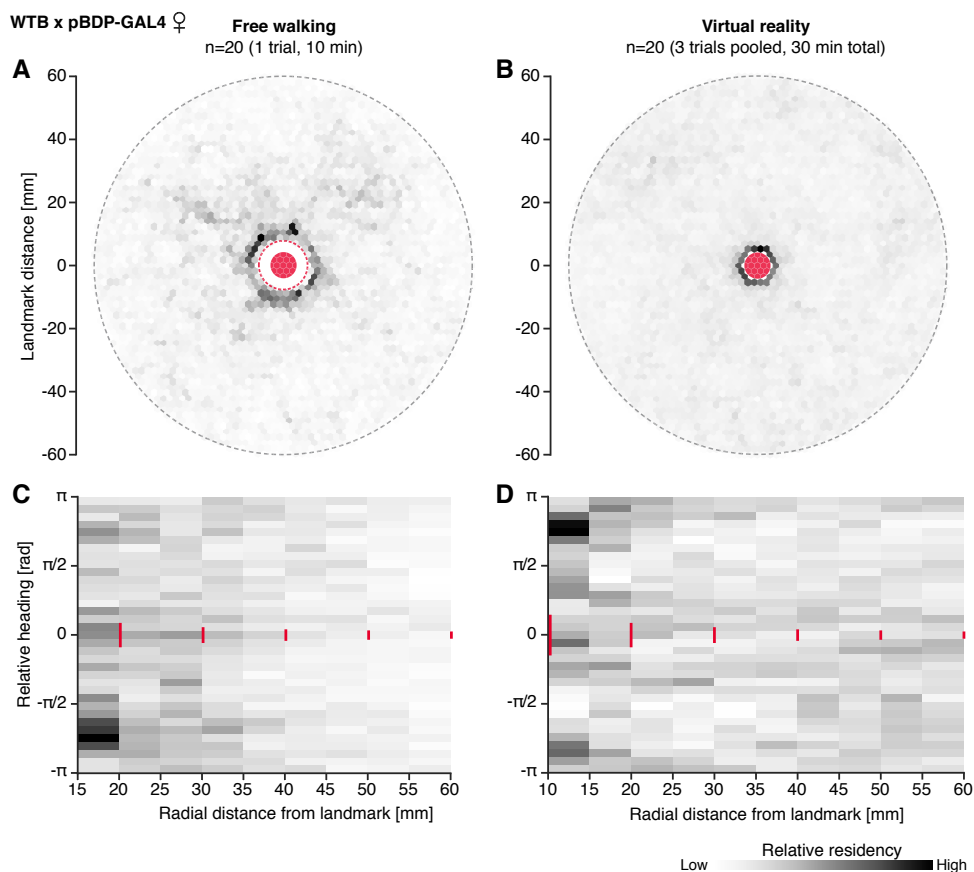 WTB x pBDP-GAL4 ♀
Free walking
n=20 (1 trial, 10 min)
Virtual reality
n=20 (3 trials pooled, 30 min total)
A
B
Landmark distance [mm]
60
40
20
0
-20
-40
-60
60
40
20
0
-20
-40
-60
C
D
Relative heading [rad]
π
π/2
0
-π/2
-π
π
π/2
0
-π/2
-π
15 20 25 30 35 40 45 50 55 60
Radial distance from landmark [mm]
10 15 20 25 30 35 40 45 50 55 60
Radial distance from landmark [mm]
Relative residency
Low High